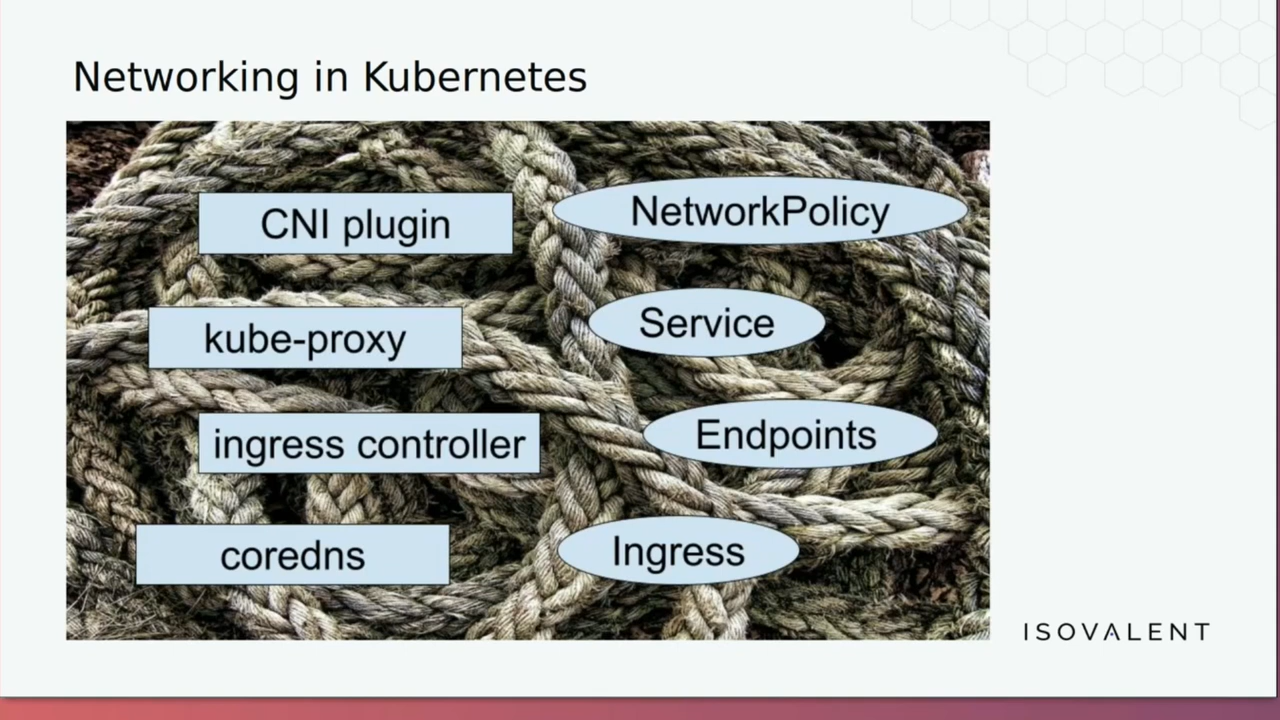 Networking in Kubernetes
CNI plugin
NetworkPolicy
kube-proxy
Service
ingress controller
Endpoints
coredns
Ingress
ISOVALENT